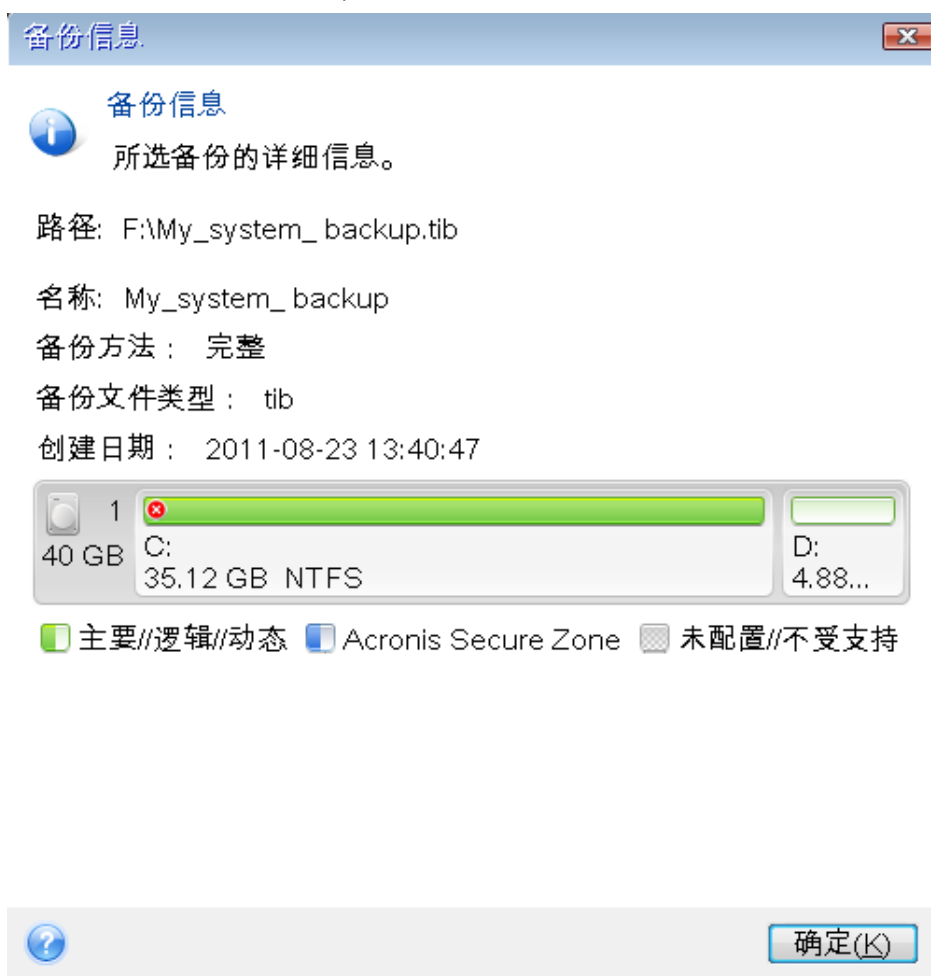 备份信息
备份信息
所选备份的详细信息。
路径: F:\My_system_ backup.tib
名称: My_system_ backup
备份方法： 完整
备份文件类型： tib
创建日期： 2011-08-23 13:40:47
1
40 GB
C:
35.12 GB NTFS
D:
4.88...
主要//逻辑//动态 Acronis Secure Zone 未配置//不受支持
确定(K)